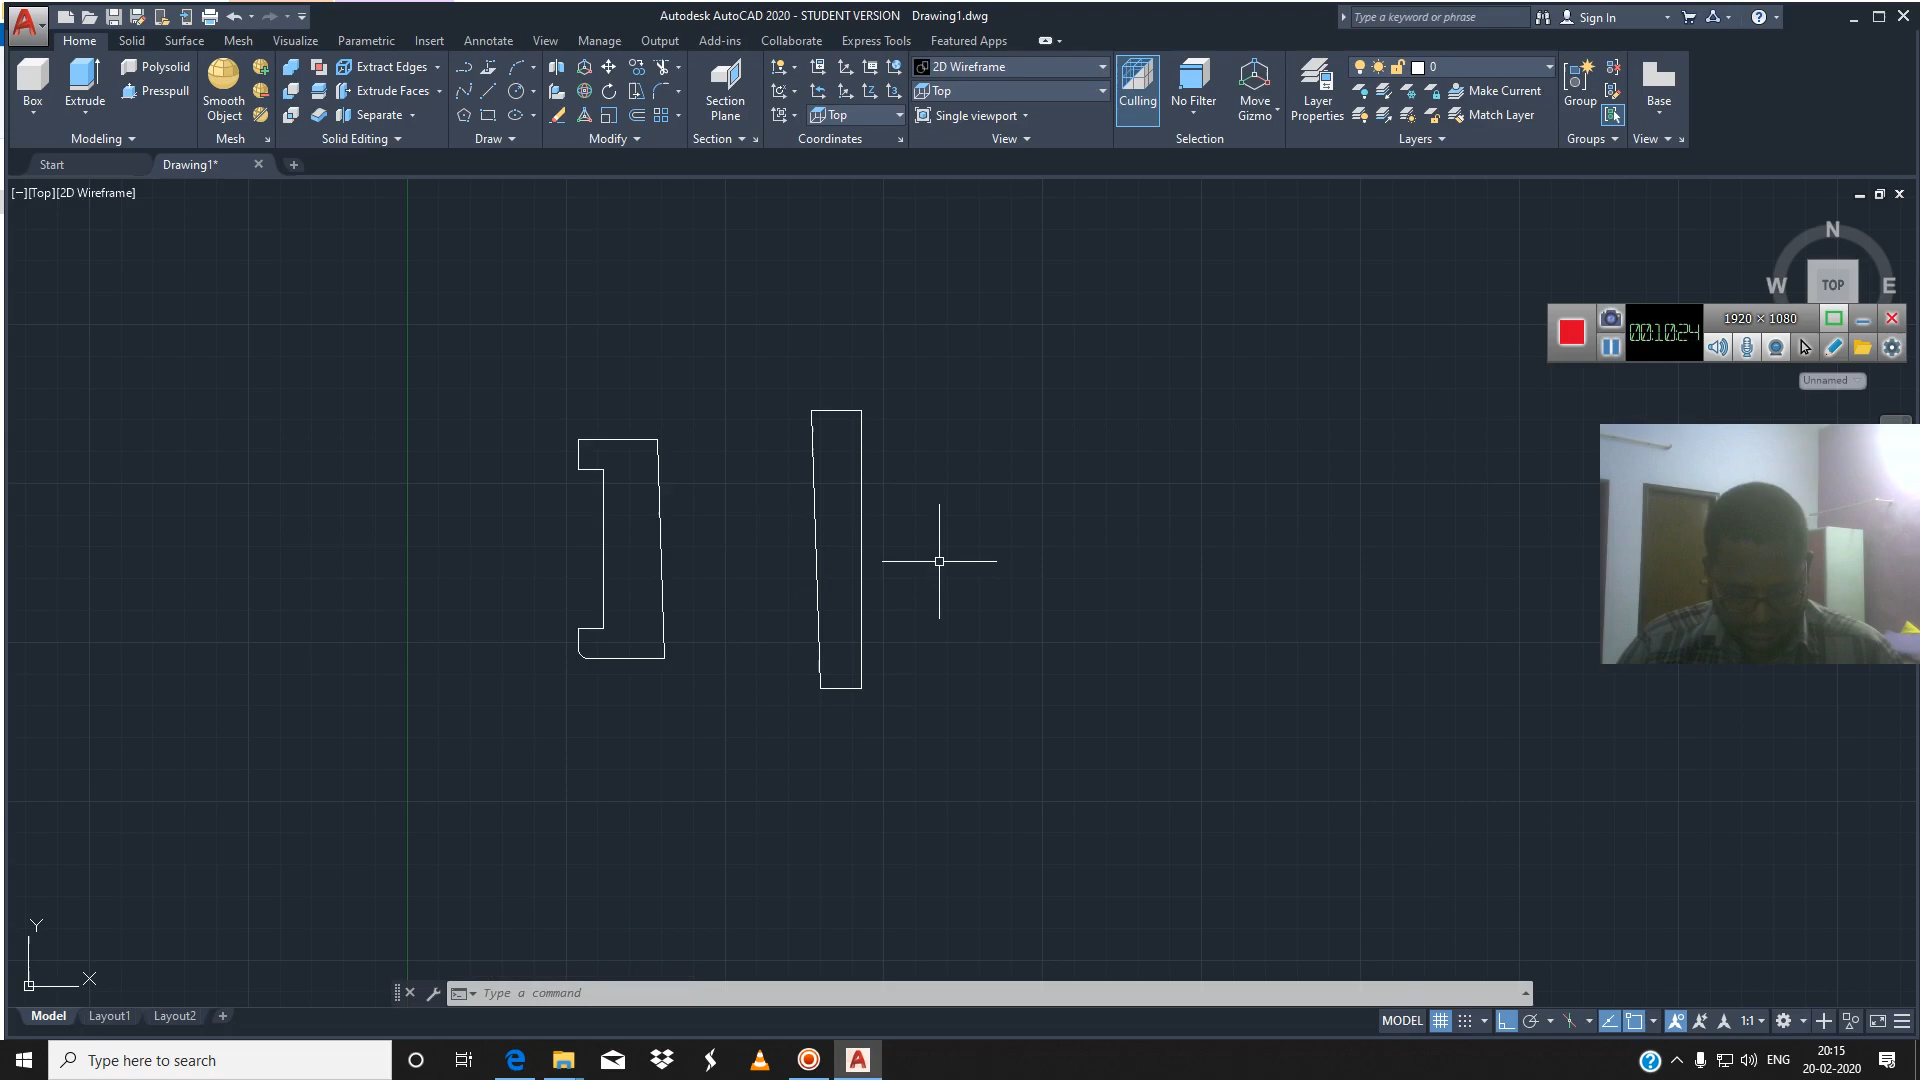 Autodesk AutoCAD 2020 - STUDENT VERSION Drawing1.dwg
Type a keyword or phrase
Sign In
Home Solid Surface Mesh Visualize Parametric Insert Annotate View Manage Output Add-ins Collaborate Express Tools Featured Apps
Box
Extrude
Polysolid
Presspull
Modeling
Smooth
Object
Mesh
Extract Edges
Extrude Faces
Separate
Solid Editing
Draw
Modify
Section
Plane
Section
Top
Coordinates
2D Wireframe
Top
Single viewport
View
Culling
No Filter
Move
Gizmo
Selection
Layer
Properties
0
Make Current
Match Layer
Layers
Group
Groups
Base
View
Start
Drawing1*
[−][Top][2D Wireframe]
N
W
TOP
E
00:10:24
1920 × 1080
Unnamed
Y
X
Type a command
Model Layout1 Layout2
MODEL
1:1
Type here to search
ENG
20:15
20-02-2020